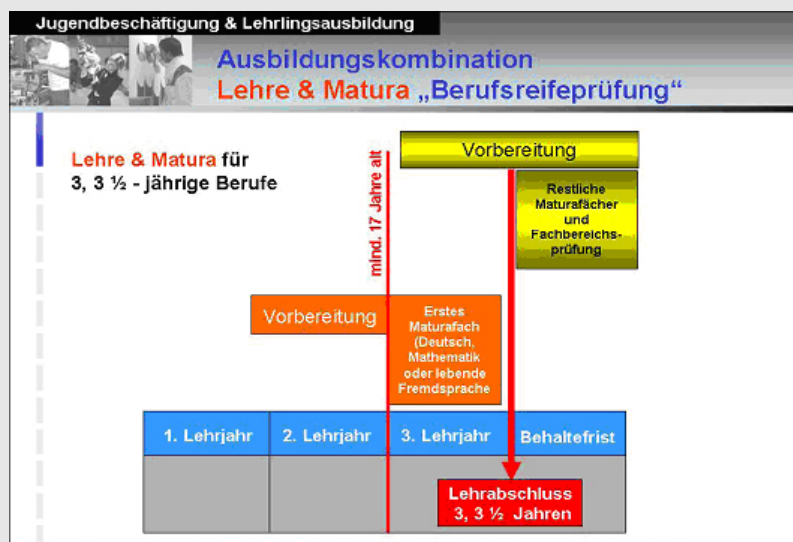 Jugendbeschäftigung & Lehrlingsausbildung
Ausbildungskombination
Lehre & Matura „Berufsreifeprüfung“
Lehre & Matura für
3, 3 ½ - jährige Berufe
mind. 17 Jahre alt
Vorbereitung
Restliche
Maturafächer
und
Fachbereichs-
prüfung
Vorbereitung
Erstes
Maturafach
(Deutsch,
Mathematik
oder lebende
Fremdsprache
1. Lehrjahr
2. Lehrjahr
3. Lehrjahr
Behaltefrist
Lehrabschluss
3, 3 ½ Jahren